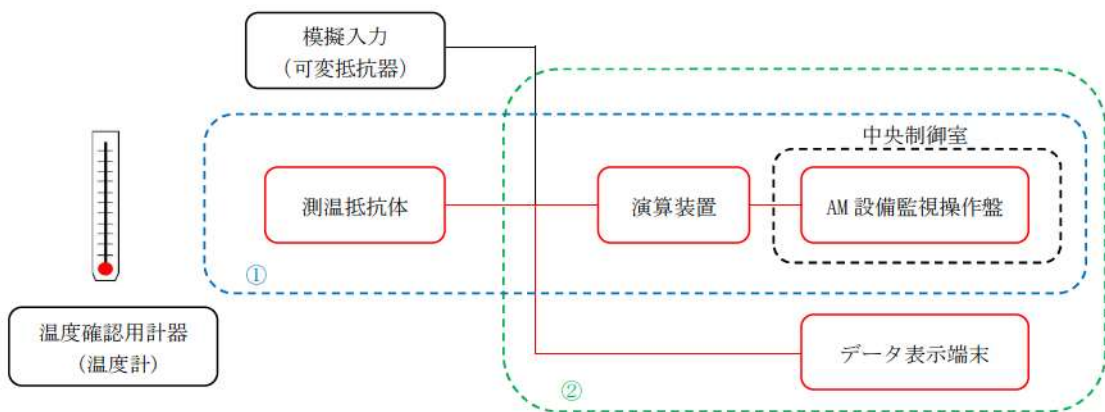 模擬入力
（可変抵抗器）
中央制御室
測温抵抗体
演算装置
AM 設備監視操作盤
①
温度確認用計器
（温度計）
データ表示端末
②